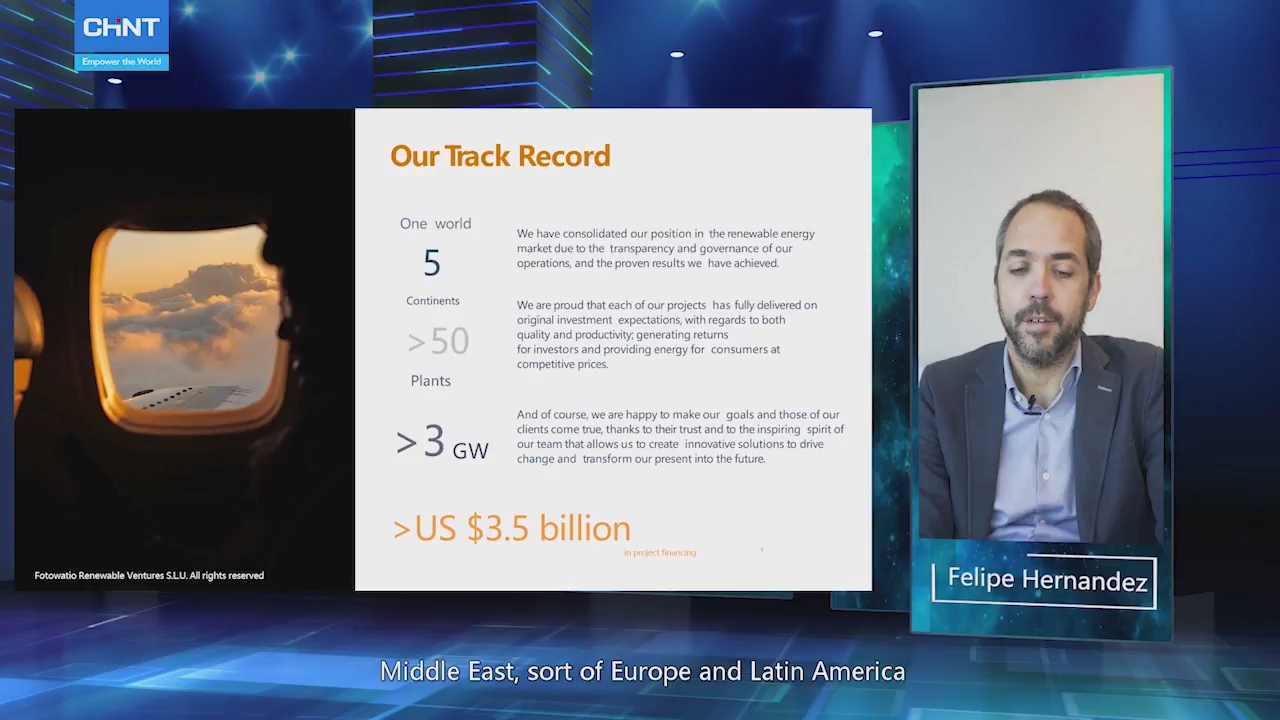 CHNT
Empower the World
Our Track Record
One world
5
Continents
>50
Plants
>3 GW
We have consolidated our position in the renewable energy
market due to the transparency and governance of our
operations, and the proven results we have achieved.
We are proud that each of our projects has fully delivered on
original investment expectations, with regards to both
quality and productivity; generating returns
for investors and providing energy for consumers at
competitive prices.
And of course, we are happy to make our goals and those of our
clients come true, thanks to their trust and to the inspiring spirit of
our team that allows us to create innovative solutions to drive
change and transform our present into the future.
>US $3.5 billion
in project financing
Fotowatio Renewable Ventures S.L.U. All rights reserved
Felipe Hernandez
Middle East, sort of Europe and Latin America